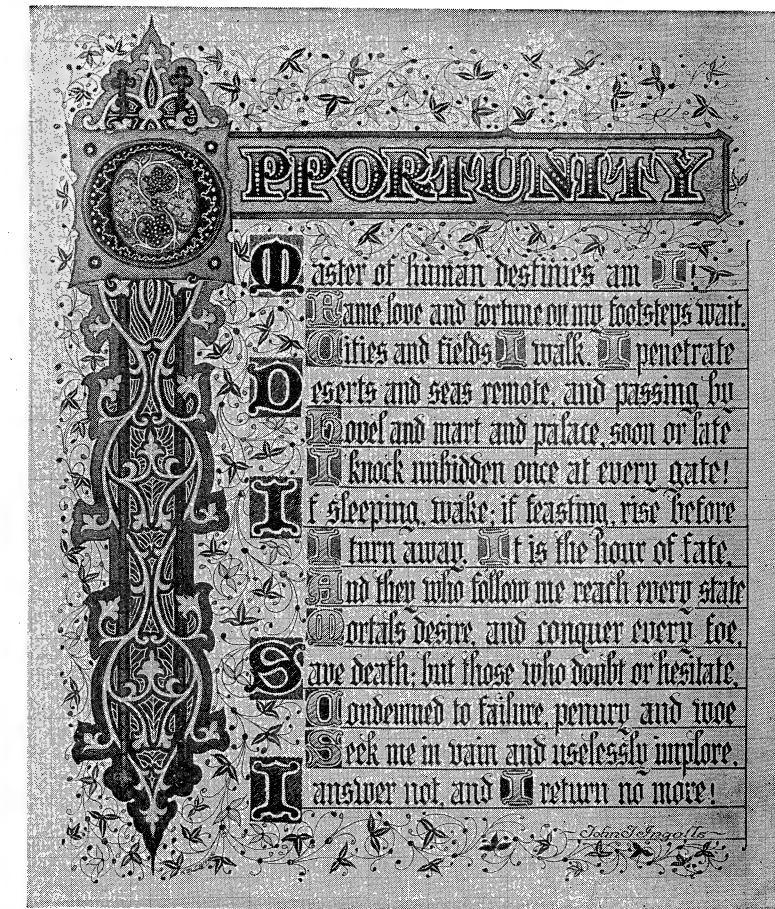 OPPORTUNITY
Master of human destinies am I!
Fame, love and fortune on my footsteps wait.
Cities and fields I walk. I penetrate
Deserts and seas remote, and passing by
Hovel and mart and palace, soon or late
I knock unbidden once at every gate!
If sleeping, wake; if feasting, rise before
I turn away. It is the hour of fate,
And they who follow me reach every state
Mortals desire, and conquer every foe,
Save death; but those who doubt or hesitate,
Condemned to failure, penury and woe
Seek me in vain and uselessly implore.
I answer not, and I return no more!
~ John J Ingalls ~